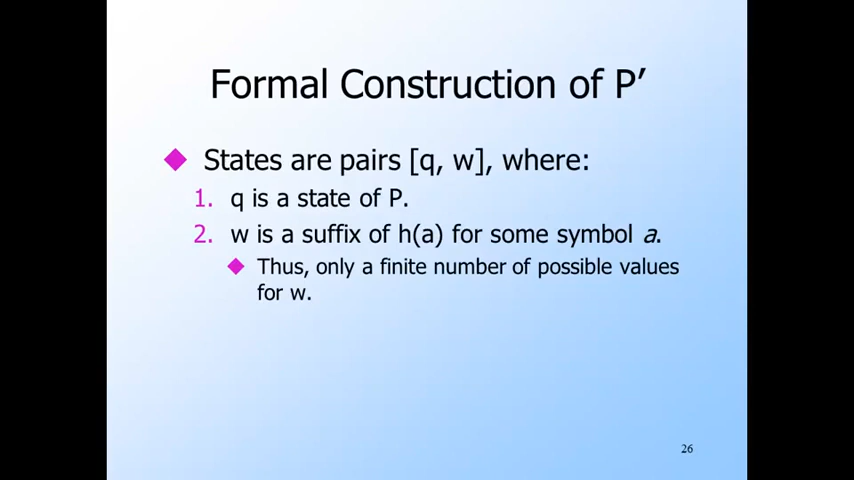 Formal Construction of P’
States are pairs [q, w], where:
1. q is a state of P.
2. w is a suffix of h(a) for some symbol a.
Thus, only a finite number of possible values
for w.
26